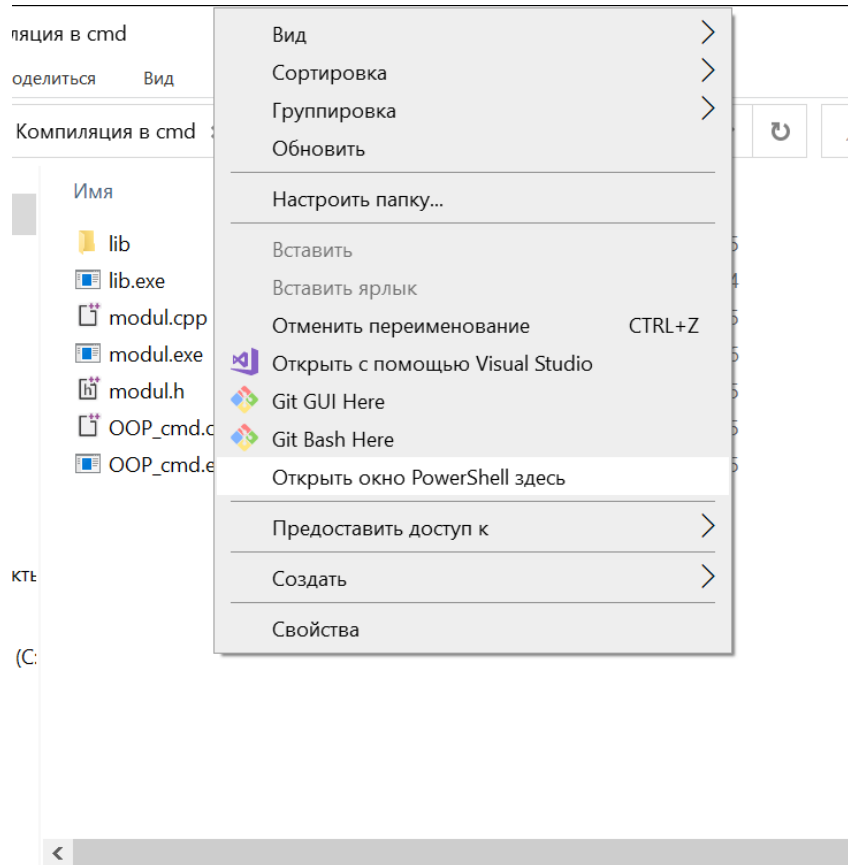 ляция в cmd
оделиться Вид
Компиляция в cmd
Имя
lib
lib.exe
modul.cpp
modul.exe
modul.h
OOP_cmd.c
OOP_cmd.e
кты
(C:
Вид
Сортировка
Группировка
Обновить
Настроить папку...
Вставить
Вставить ярлык
Отменить переименование CTRL+Z
Открыть с помощью Visual Studio
Git GUI Here
Git Bash Here
Открыть окно PowerShell здесь
Предоставить доступ к
Создать
Свойства